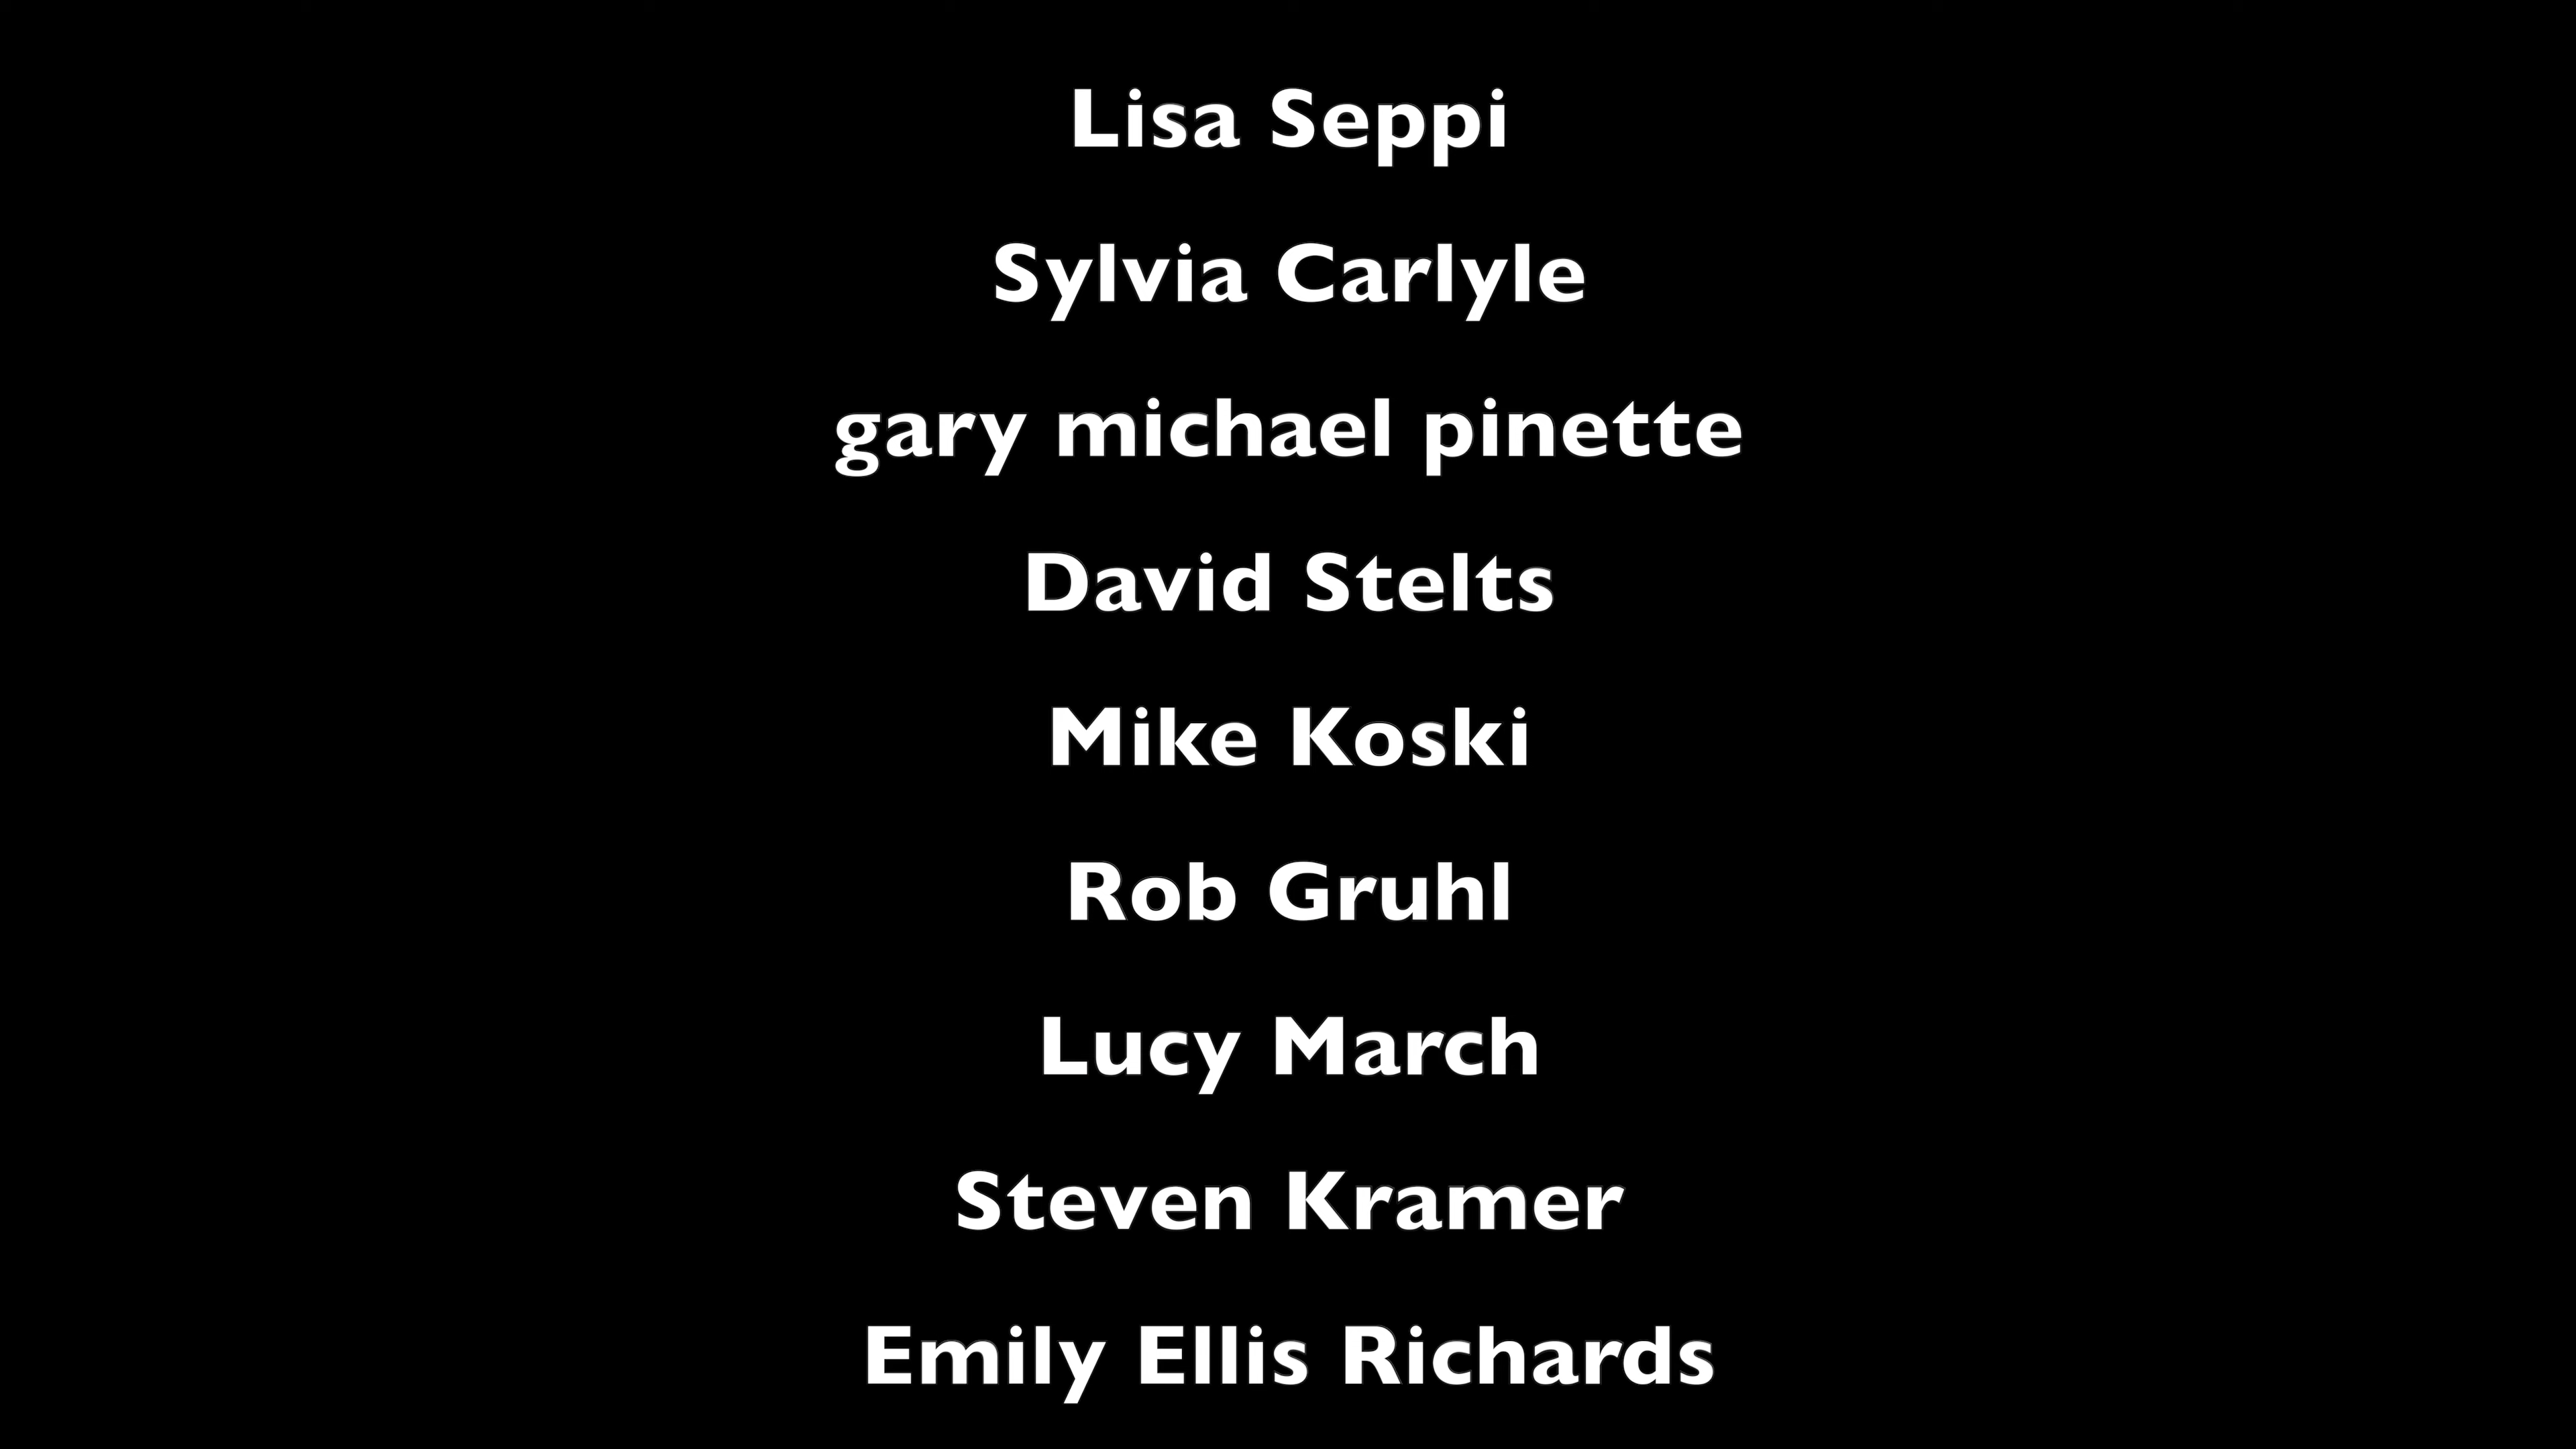 Lisa Seppi
Sylvia Carlyle
gary michael pinette
David Stelts
Mike Koski
Rob Gruhl
Lucy March
Steven Kramer
Emily Ellis Richards